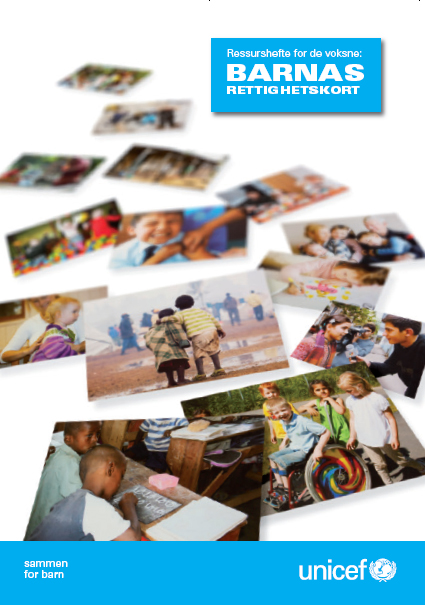 Ressurshefte for de voksne:
BARNAS
RETTIGHETSKORT
sammen
for barn
unicef